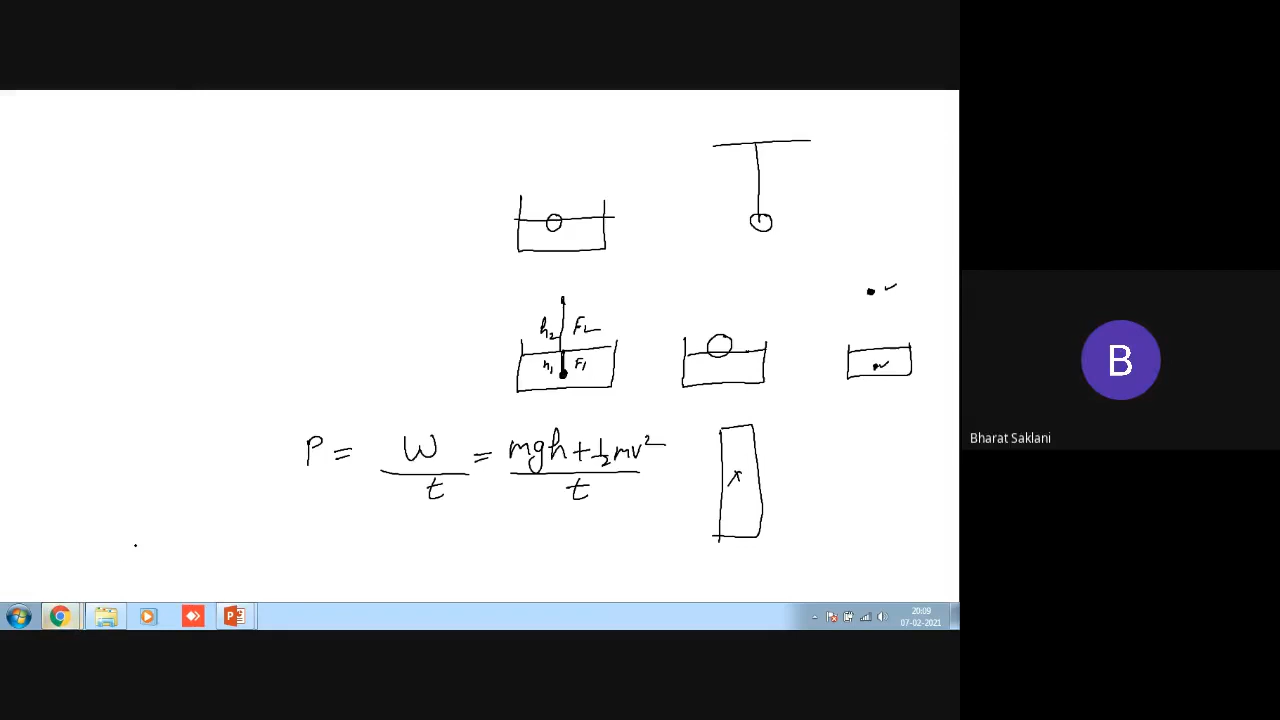 h₂ F₂
h₁ F₁
P = W/t = mgh + ½mv²/t
B
Bharat Saklani
20:09
07-02-2021